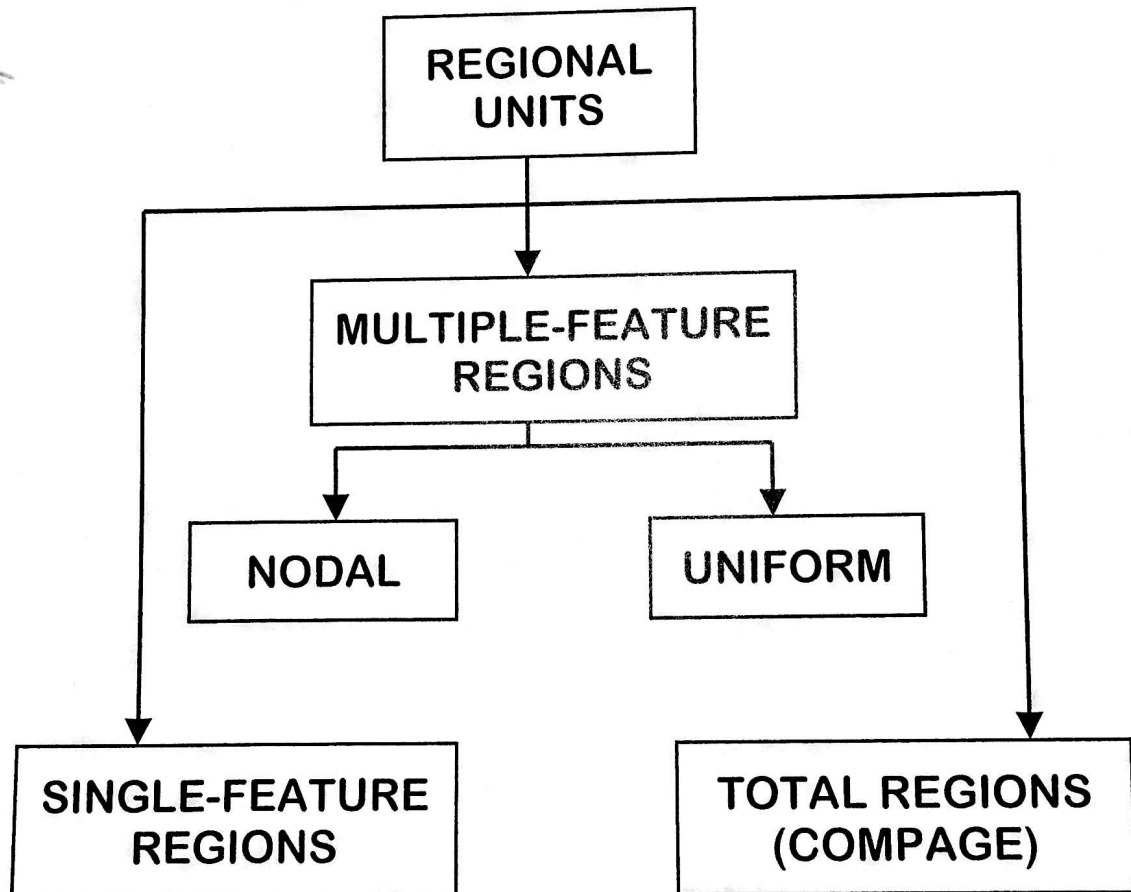 REGIONAL
UNITS
MULTIPLE-FEATURE
REGIONS
NODAL
UNIFORM
SINGLE-FEATURE
REGIONS
TOTAL REGIONS
(COMPAGE)